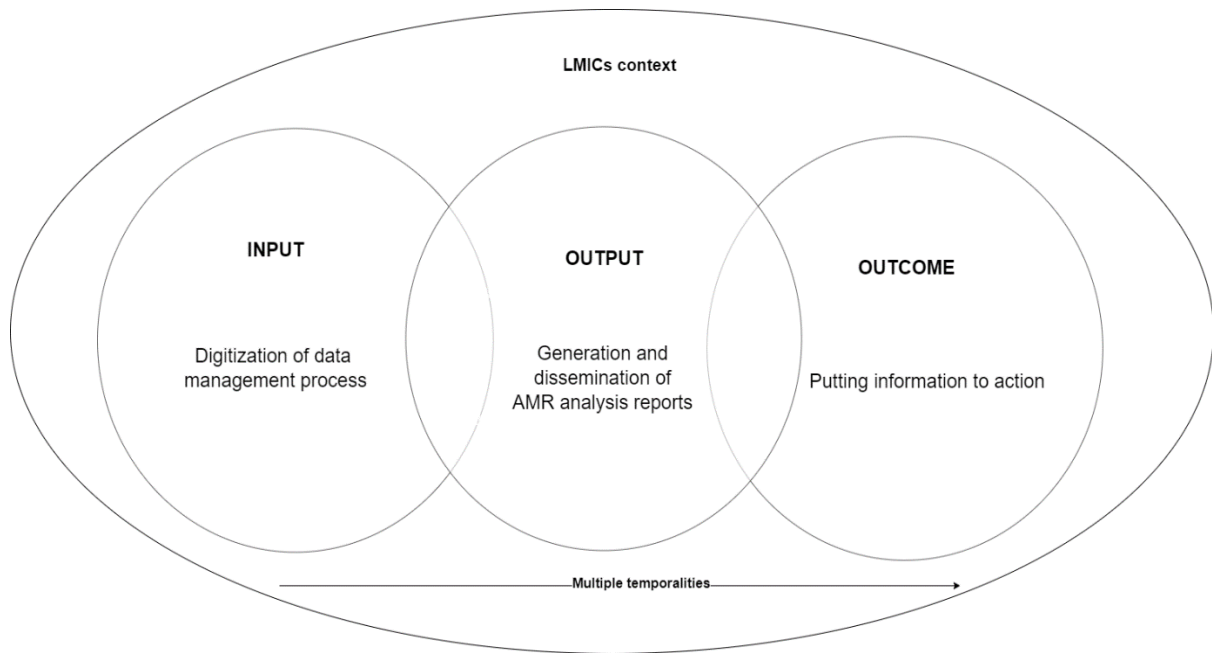 LMICs context
INPUT
Digitization of data
management process
OUTPUT
Generation and
dissemination of
AMR analysis reports
OUTCOME
Putting information to action
Multiple temporalities